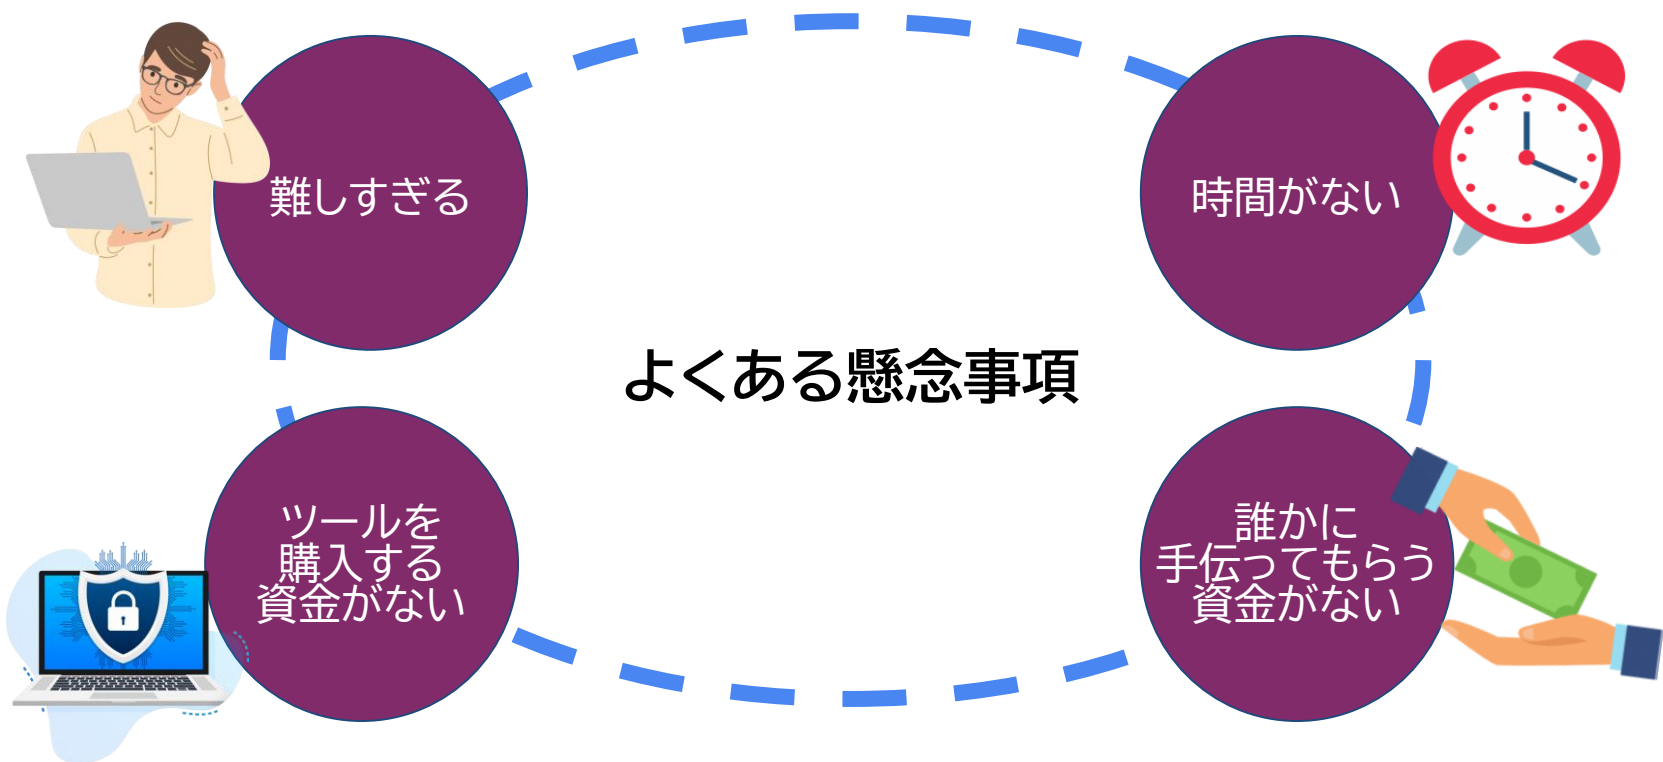 難しすぎる
時間がない
よくある懸念事項
ツールを
購入する
資金がない
誰かに
手伝ってもらう
資金がない